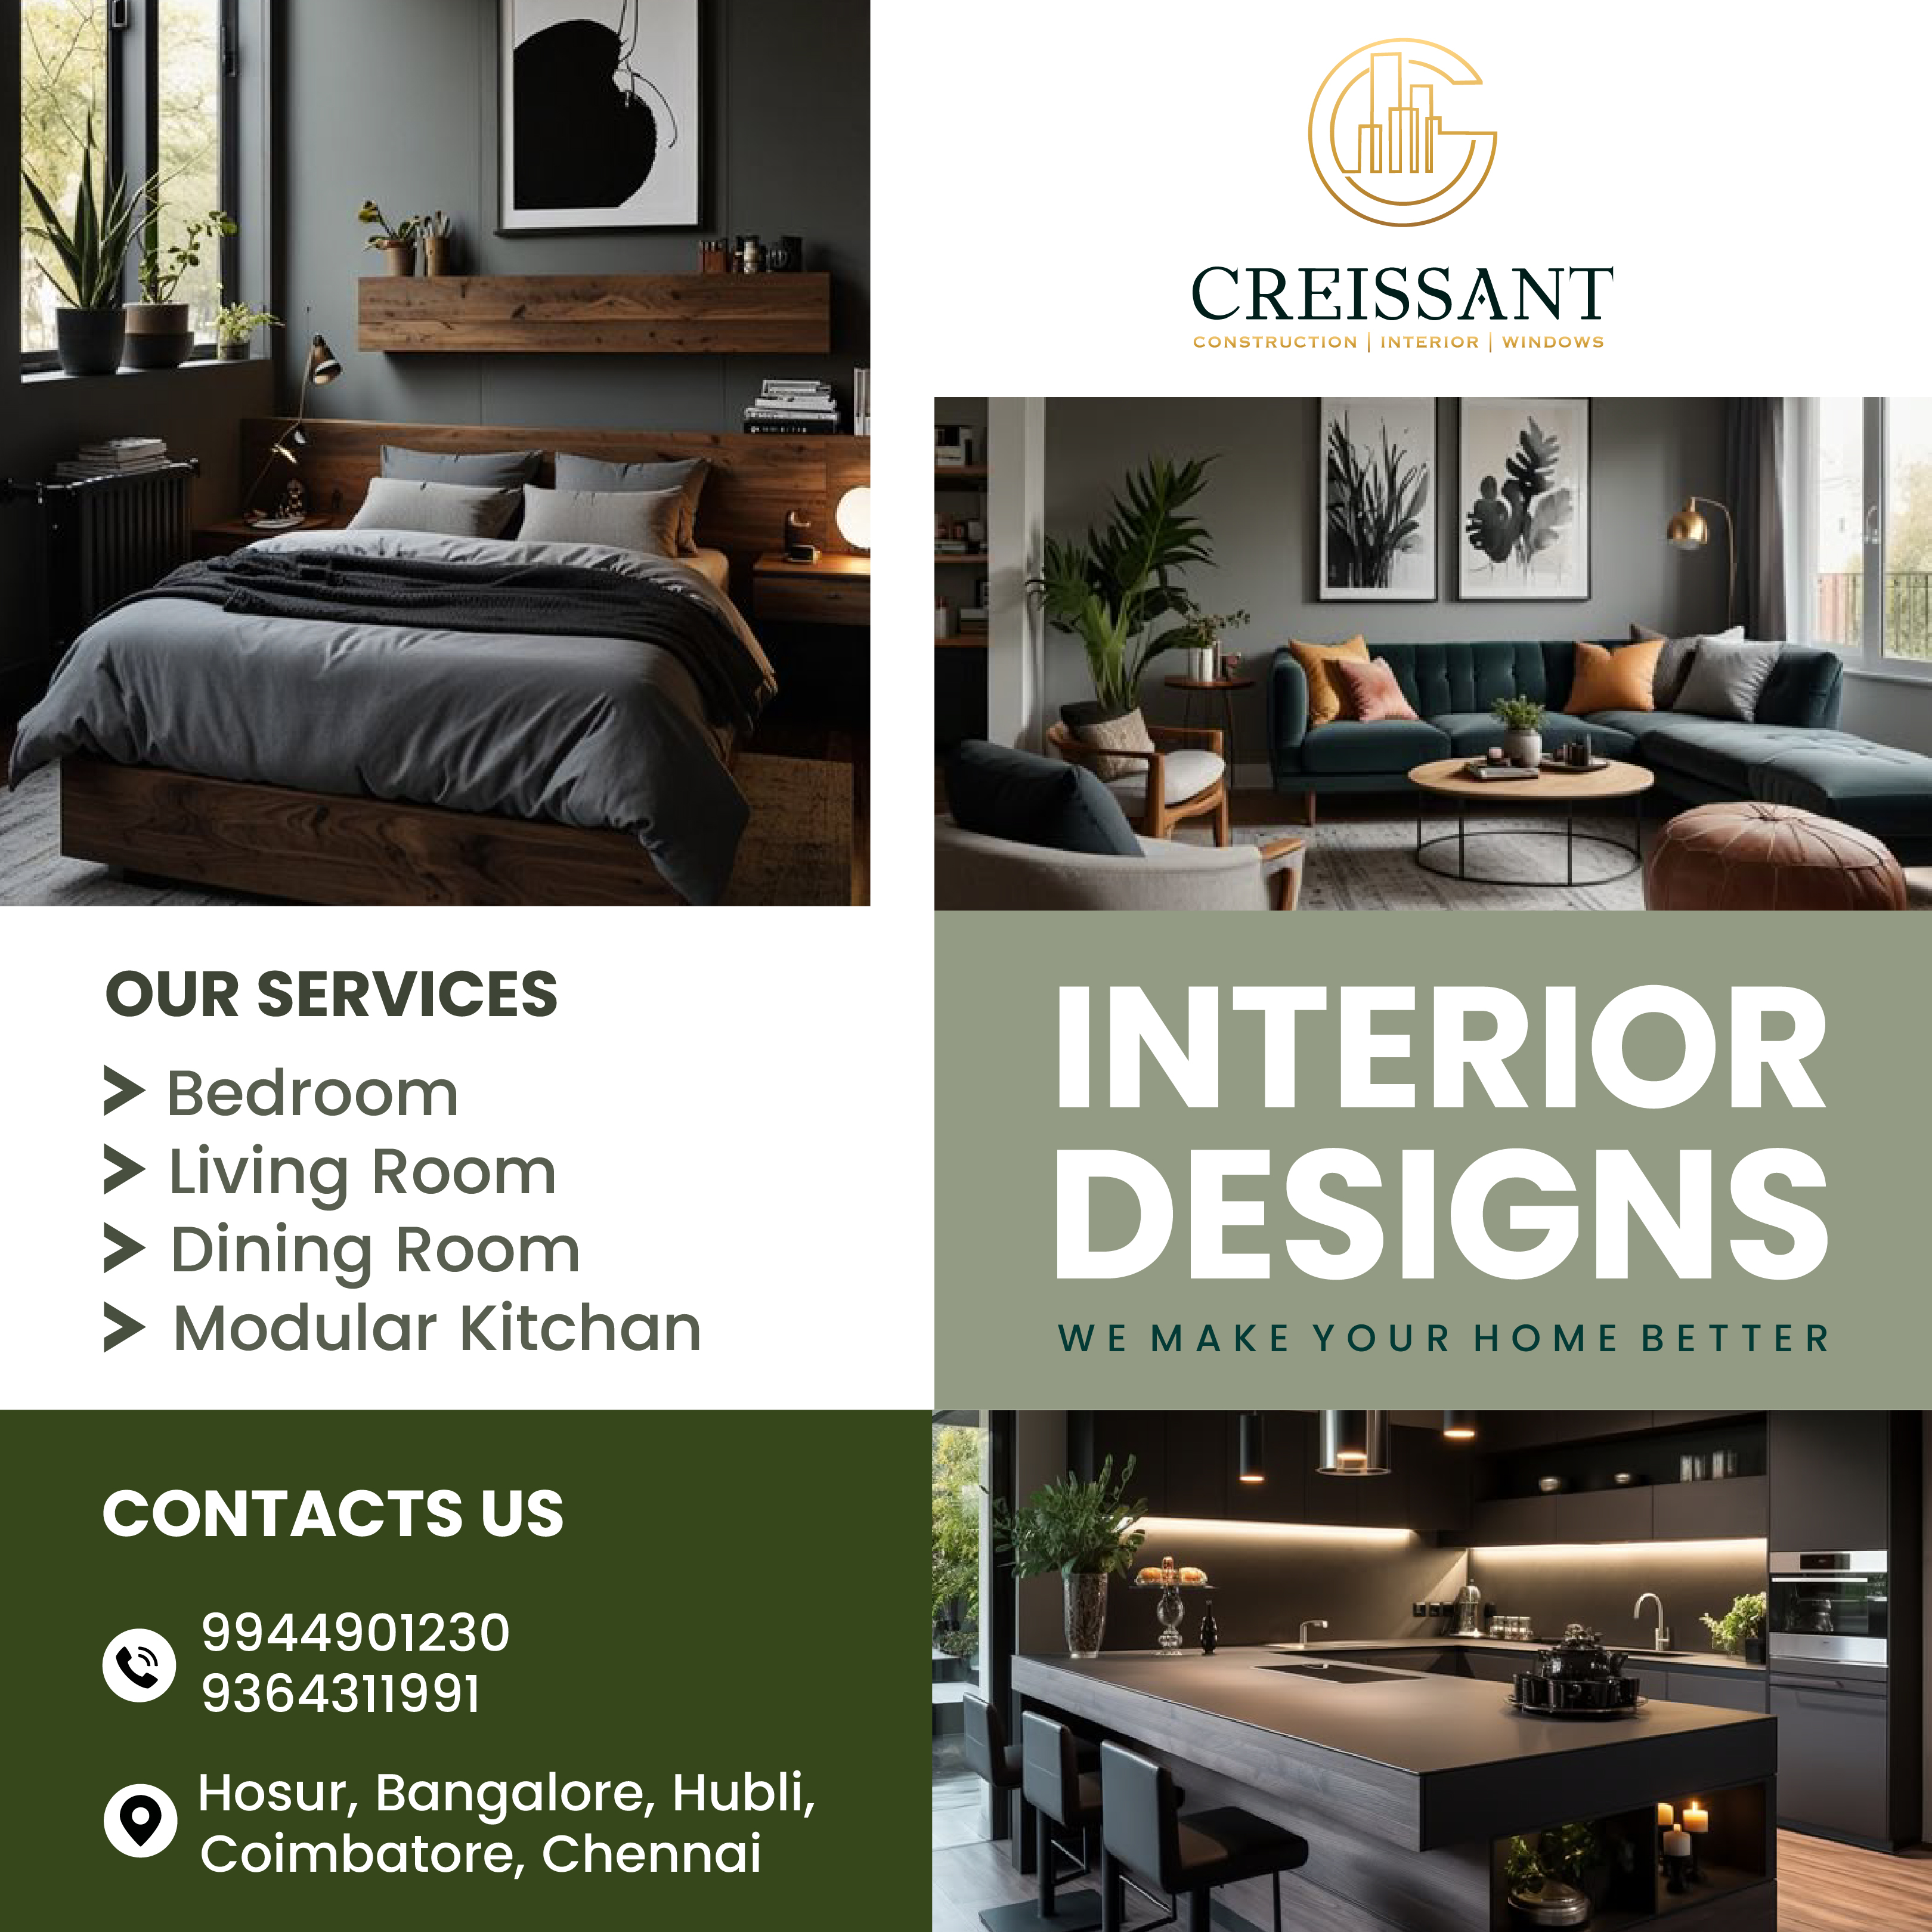 CREISSANT
CONSTRUCTION | INTERIOR | WINDOWS
OUR SERVICES
> Bedroom
> Living Room
> Dining Room
> Modular Kitchan
INTERIOR
DESIGNS
WE MAKE YOUR HOME BETTER
CONTACTS US
9944901230
9364311991
Hosur, Bangalore, Hubli,
Coimbatore, Chennai